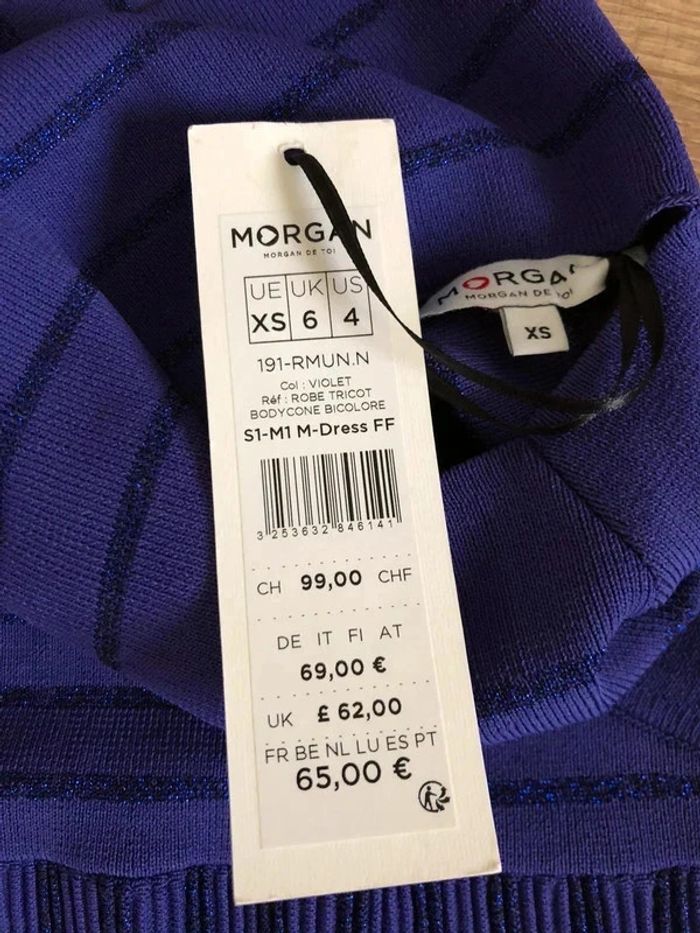 MORGAN
MORGAN DE TOI
UE UK US
XS 6 4
191-RMUN.N
Col : VIOLET
Réf : ROBE TRICOT
BODYCONE BICOLORE
S1-M1 M-Dress FF
3 253632 846141
CH 99,00 CHF
DE IT FI AT
69,00 €
UK £ 62,00
FR BE NL LU ES PT
65,00 €
MORGAN
MORGAN DE TOI
XS